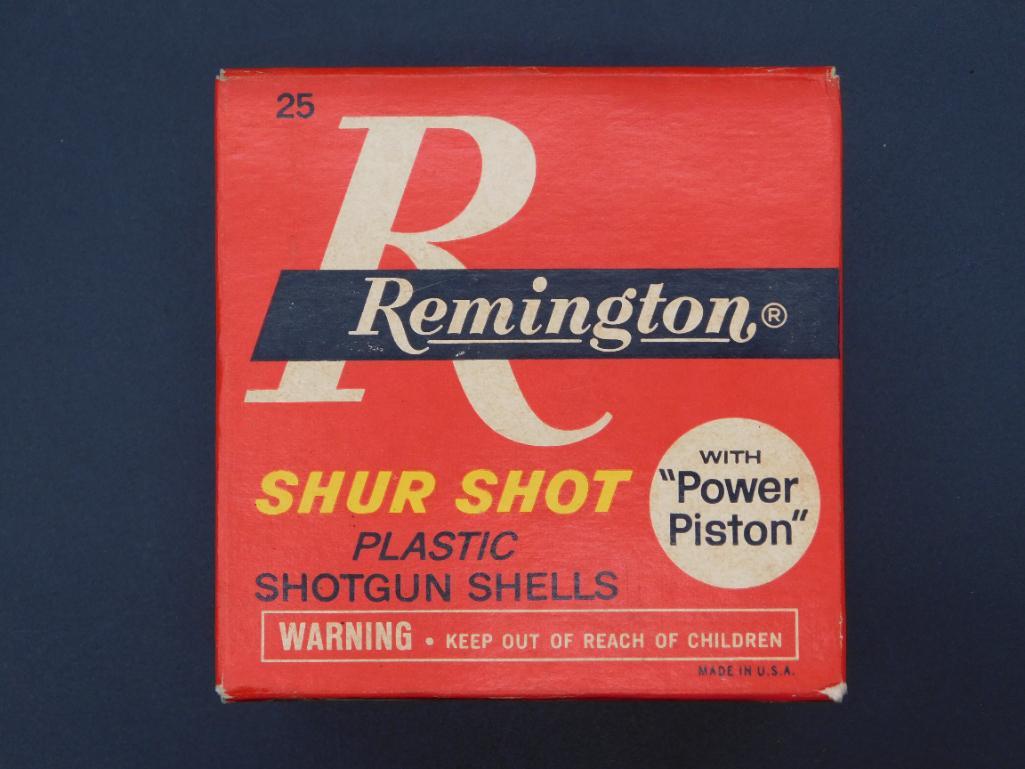 25
R
Remington®
SHUR SHOT
PLASTIC
SHOTGUN SHELLS
WITH
"Power
Piston"
WARNING • KEEP OUT OF REACH OF CHILDREN
MADE IN U.S.A.